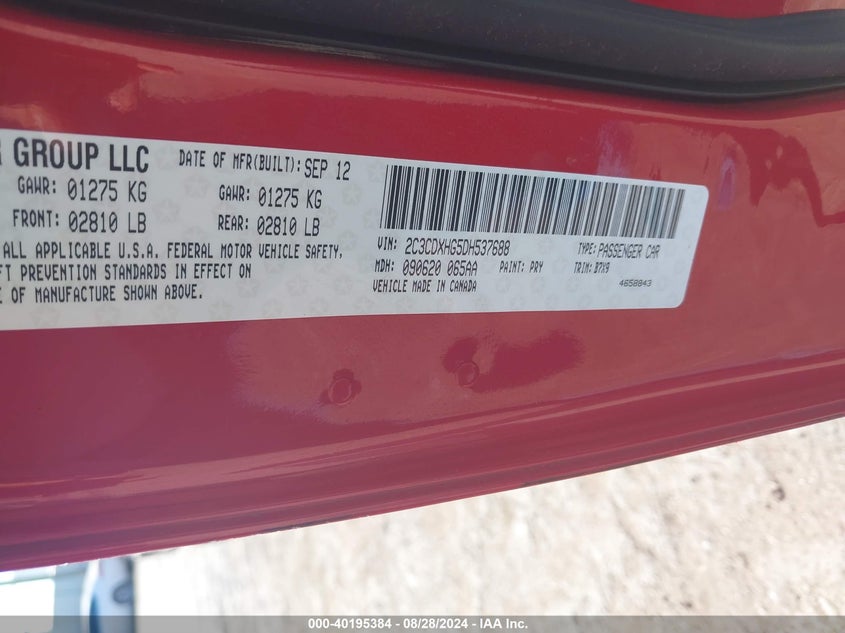 GROUP LLC DATE OF MFR(BUILT): SEP 12
GAWR: 01275 KG GAWR: 01275 KG
FRONT: 02810 LB REAR: 02810 LB
ALL APPLICABLE U.S.A. FEDERAL MOTOR VEHICLE SAFETY,
PREVENTION STANDARDS IN EFFECT ON
OF MANUFACTURE SHOWN ABOVE.
VIN: 2C3CDXHG5DH537688 TYPE: PASSENGER CAR
MDH: 090620 065AA PAINT: PRY TRIM: B7X9
VEHICLE MADE IN CANADA 4658843
000-40195384 - 08/28/2024 - IAA Inc.